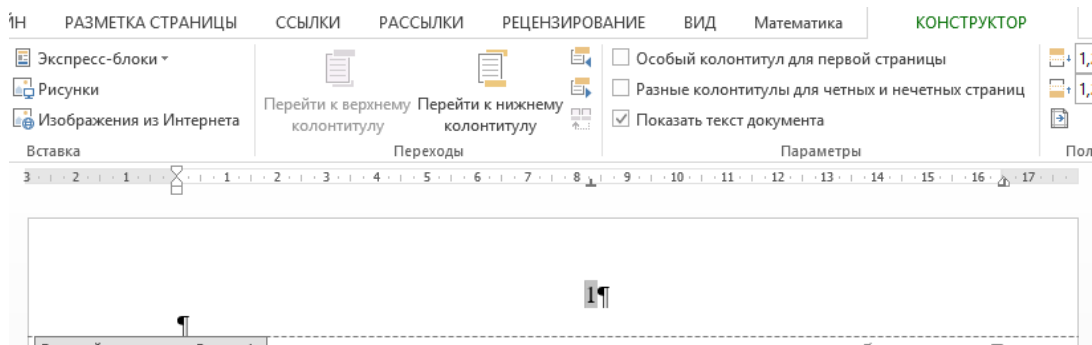 ЙН РАЗМЕТКА СТРАНИЦЫ ССЫЛКИ РАССЫЛКИ РЕЦЕНЗИРОВАНИЕ ВИД Математика КОНСТРУКТОР
Экспресс-блоки
Рисунки
Изображения из Интернета
Вставка
Перейти к верхнему колонтитулу
Перейти к нижнему колонтитулу
Переходы
Особый колонтитул для первой страницы
Разные колонтитулы для четных и нечетных страниц
Показать текст документа
Параметры
1,
1,
Пол
3 2 1 1 2 3 4 5 6 7 8 9 10 11 12 13 14 15 16 17
1¶
¶